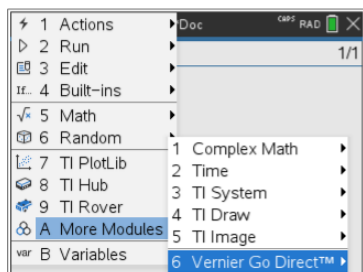 Doc CAPS RAD
1/1
1 Actions
2 Run
3 Edit
If... 4 Built-ins
√x 5 Math
6 Random
7 TI PlotLib
8 TI Hub
9 TI Rover
A More Modules
var B Variables
1 Complex Math
2 Time
3 TI System
4 TI Draw
5 TI Image
6 Vernier Go Direct™